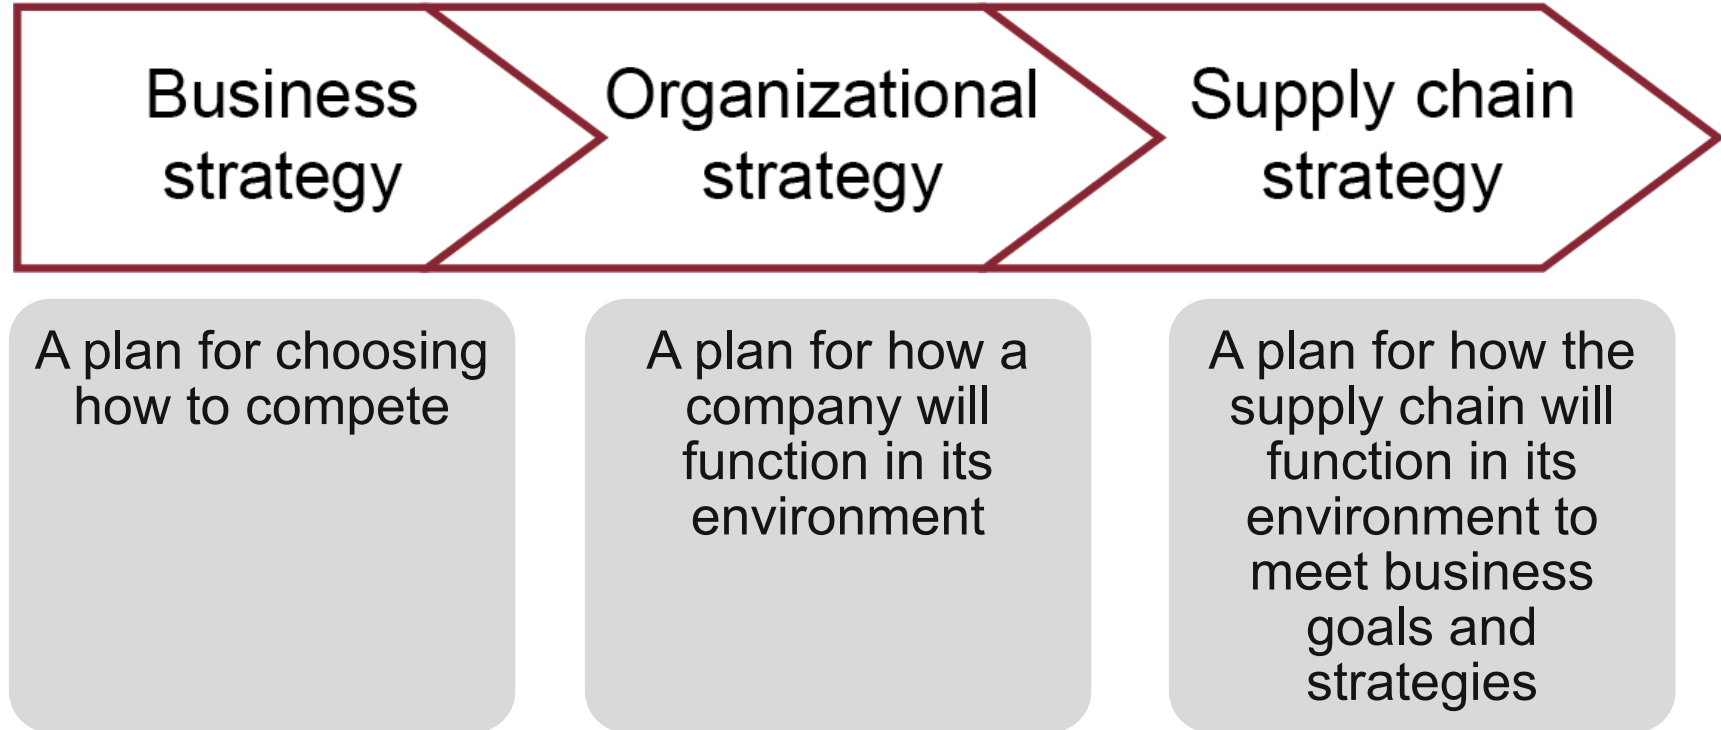 Business
strategy
Organizational
strategy
Supply chain
strategy
A plan for choosing
how to compete
A plan for how a
company will
function in its
environment
A plan for how the
supply chain will
function in its
environment to
meet business
goals and
strategies